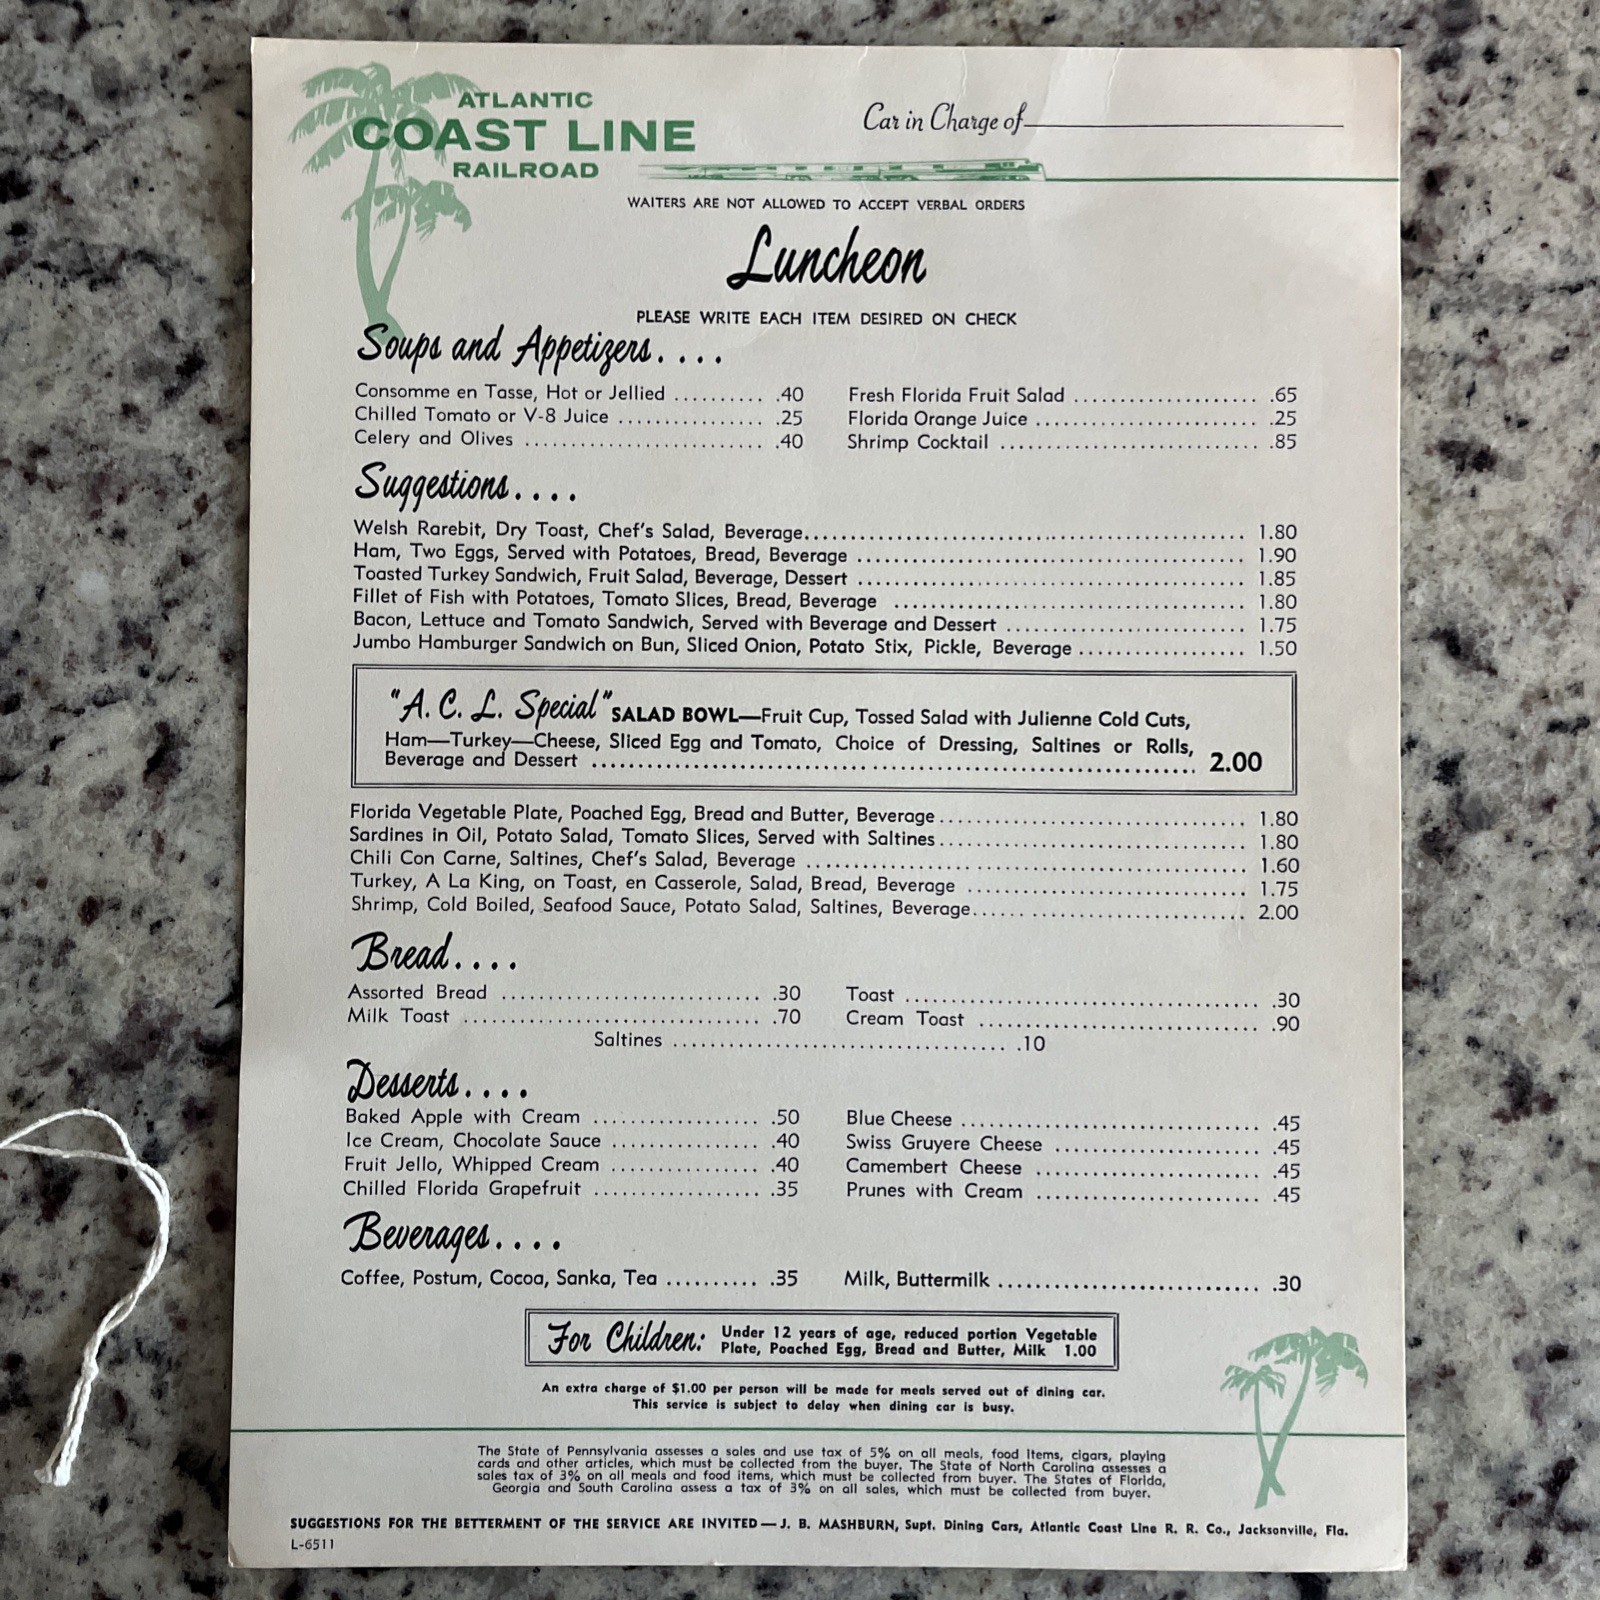 ATLANTIC
COAST LINE
RAILROAD
Car in Charge of
WAITERS ARE NOT ALLOWED TO ACCEPT VERBAL ORDERS
Luncheon
PLEASE WRITE EACH ITEM DESIRED ON CHECK
Soups and Appetizers....
Consomme en Tasse, Hot or Jellied .......... .40
Chilled Tomato or V-8 Juice ................ .25
Celery and Olives .......................... .40
Fresh Florida Fruit Salad .................... .65
Florida Orange Juice ........................ .25
Shrimp Cocktail ............................ .85
Suggestions....
Welsh Rarebit, Dry Toast, Chef's Salad, Beverage................................................ 1.80
Ham, Two Eggs, Served with Potatoes, Bread, Beverage .......................................... 1.90
Toasted Turkey Sandwich, Fruit Salad, Beverage, Dessert .......................................... 1.85
Fillet of Fish with Potatoes, Tomato Slices, Bread, Beverage ...................................... 1.80
Bacon, Lettuce and Tomato Sandwich, Served with Beverage and Dessert .......................... 1.75
Jumbo Hamburger Sandwich on Bun, Sliced Onion, Potato Stix, Pickle, Beverage .................. 1.50
"A. C. L. Special" SALAD BOWL—Fruit Cup, Tossed Salad with Julienne Cold Cuts,
Ham—Turkey—Cheese, Sliced Egg and Tomato, Choice of Dressing, Saltines or Rolls,
Beverage and Dessert .................................................................. 2.00
Florida Vegetable Plate, Poached Egg, Bread and Butter, Beverage.................................. 1.80
Sardines in Oil, Potato Salad, Tomato Slices, Served with Saltines.................................. 1.80
Chili Con Carne, Saltines, Chef's Salad, Beverage ................................................ 1.60
Turkey, A La King, on Toast, en Casserole, Salad, Bread, Beverage .............................. 1.75
Shrimp, Cold Boiled, Seafood Sauce, Potato Salad, Saltines, Beverage.............................. 2.00
Bread....
Assorted Bread ............................ .30
Milk Toast ................................ .70
Toast ...................................... .30
Cream Toast .............................. .90
Saltines .................................... .10
Desserts....
Baked Apple with Cream .................. .50
Ice Cream, Chocolate Sauce ................ .40
Fruit Jello, Whipped Cream ................ .40
Chilled Florida Grapefruit .................. .35
Blue Cheese ................................ .45
Swiss Gruyere Cheese ...................... .45
Camembert Cheese ........................ .45
Prunes with Cream ........................ .45
Beverages....
Coffee, Postum, Cocoa, Sanka, Tea .......... .35
Milk, Buttermilk ............................ .30
For Children: Under 12 years of age, reduced portion Vegetable
Plate, Poached Egg, Bread and Butter, Milk 1.00
An extra charge of $1.00 per person will be made for meals served out of dining car.
This service is subject to delay when dining car is busy.
The State of Pennsylvania assesses a sales and use tax of 5% on all meals, food Items, cigars, playing
cards and other articles, which must be collected from the buyer. The State of North Carolina assesses a
sales tax of 3% on all meals and food items, which must be collected from buyer. The States of Florida,
Georgia and South Carolina assess a tax of 3% on all sales, which must be collected from buyer.
SUGGESTIONS FOR THE BETTERMENT OF THE SERVICE ARE INVITED—J. B. MASHBURN, Supt. Dining Cars, Atlantic Coast Line R. R. Co., Jacksonville, Fla.
L-6511